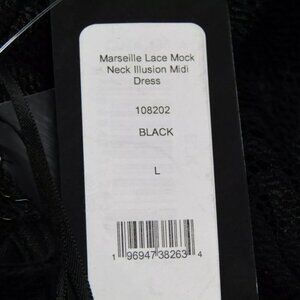 Marseille Lace Mock
Neck Illusion Midi
Dress
108202
BLACK
L
1 96947 38263 4